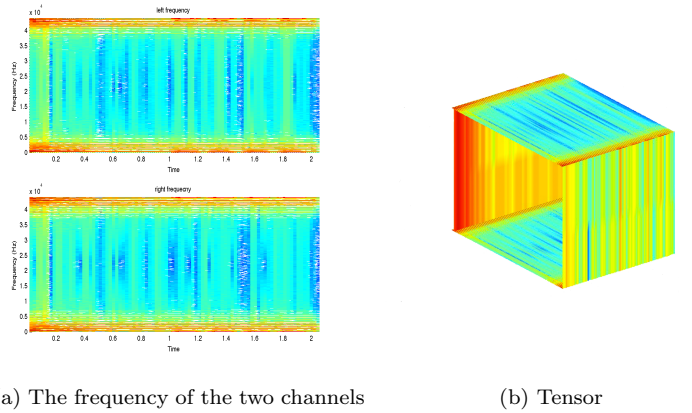 left frequency
x 10
4
3.5
3
2.5
2
1.5
1
0.5
0
Frequency (Hz)
0.2 0.4 0.6 0.8 1 1.2 1.4 1.6 1.8 2
Time
right frequecny
x 10
4
3.5
3
2.5
2
1.5
1
0.5
0
Frequency (Hz)
0.2 0.4 0.6 0.8 1 1.2 1.4 1.6 1.8 2
Time
a) The frequency of the two channels
(b) Tensor